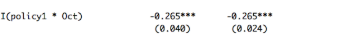 I(policy1 * Oct) -0.265*** -0.265***
(0.040) (0.024)